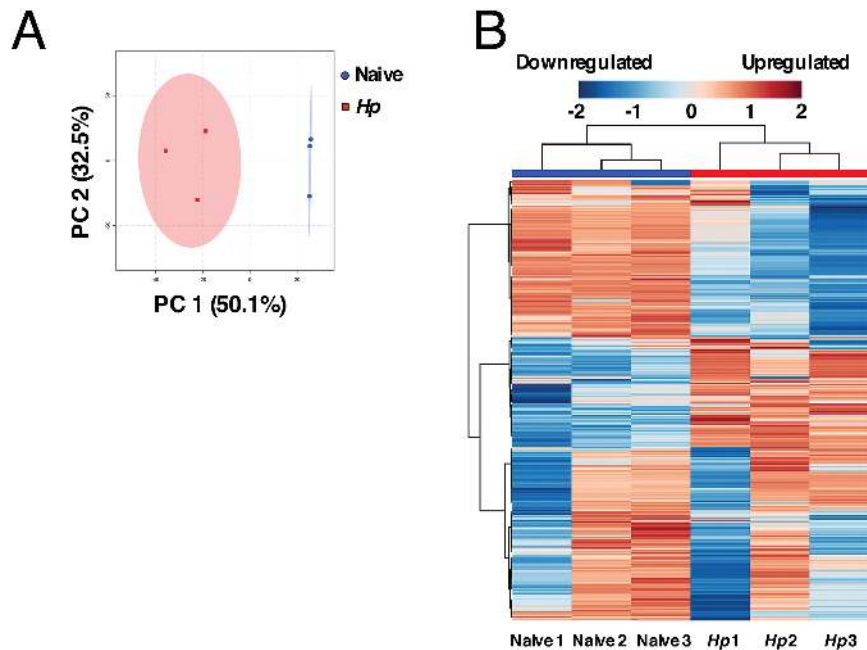 A
Naive
Hp
PC 2 (32.5%)
PC 1 (50.1%)
B
Downregulated
Upregulated
-2 -1 0 1 2
Naive 1 Naive 2 Naive 3 Hp1 Hp2 Hp3